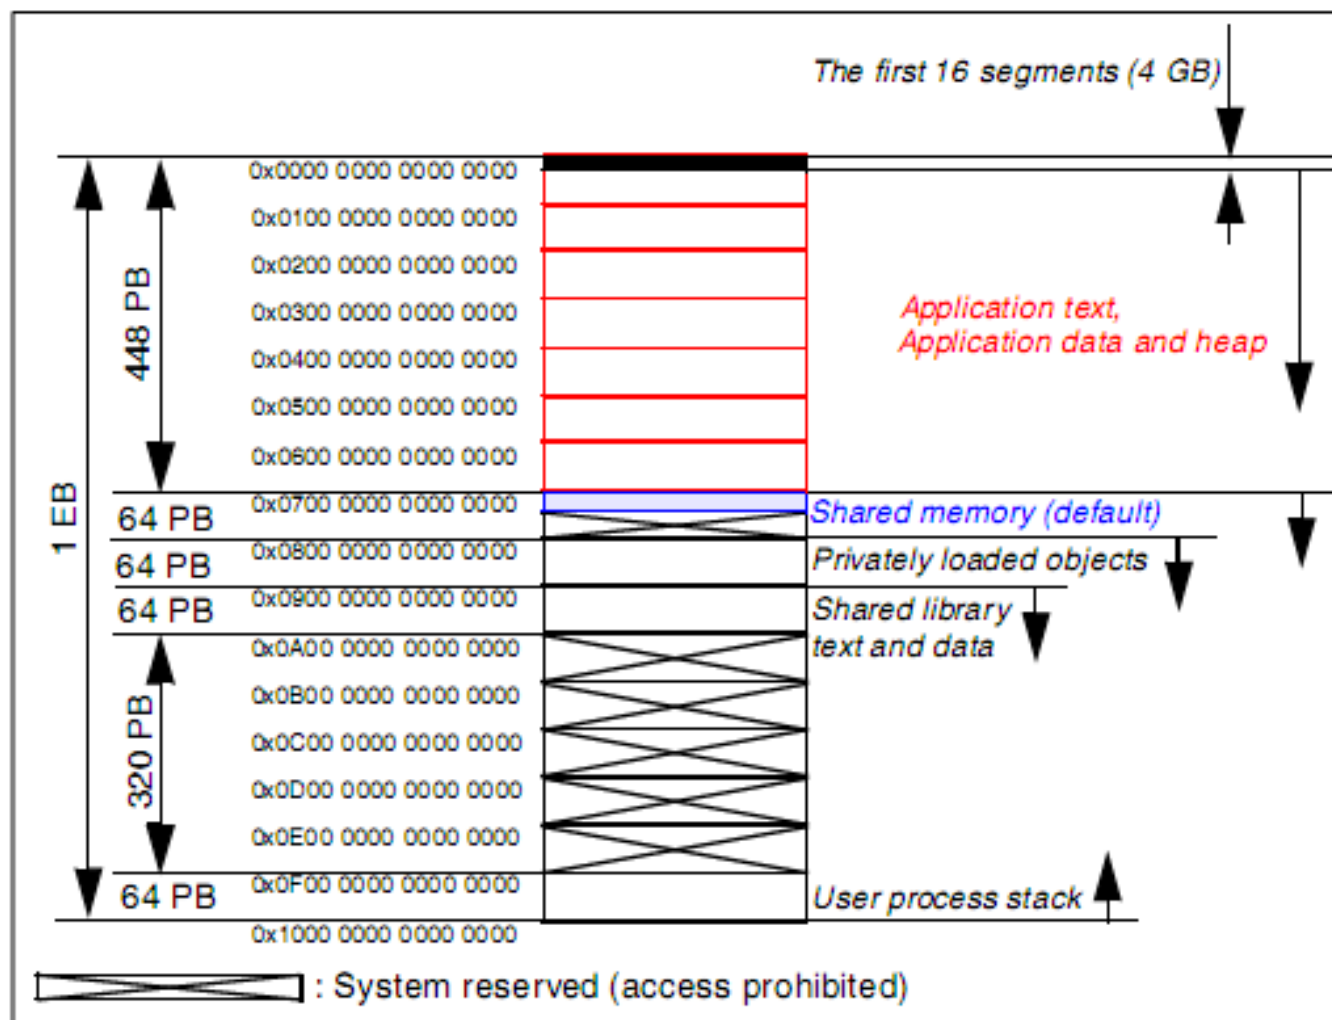 The first 16 segments (4 GB)
0x0000 0000 0000 0000
0x0100 0000 0000 0000
0x0200 0000 0000 0000
448 PB
0x0300 0000 0000 0000
Application text,
Application data and heap
0x0400 0000 0000 0000
0x0500 0000 0000 0000
0x0600 0000 0000 0000
1 EB
0x0700 0000 0000 0000
64 PB
Shared memory (default)
0x0800 0000 0000 0000
64 PB
Privately loaded objects
0x0900 0000 0000 0000
64 PB
Shared library
text and data
0x0A00 0000 0000 0000
0x0B00 0000 0000 0000
320 PB
0x0C00 0000 0000 0000
0x0D00 0000 0000 0000
0x0E00 0000 0000 0000
0x0F00 0000 0000 0000
64 PB
User process stack
0x1000 0000 0000 0000
: System reserved (access prohibited)